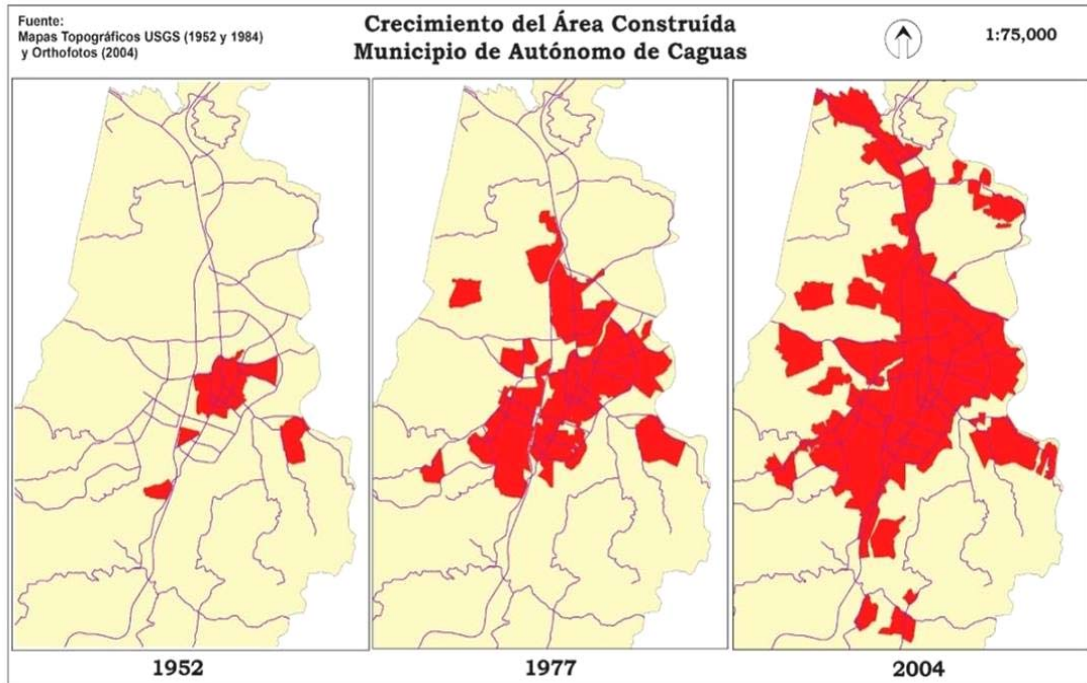 Fuente:
Mapas Topográficos USGS (1952 y 1984)
y Orthofotos (2004)
Crecimiento del Área Construída
Municipio de Autónomo de Caguas
1:75,000
1952
1977
2004